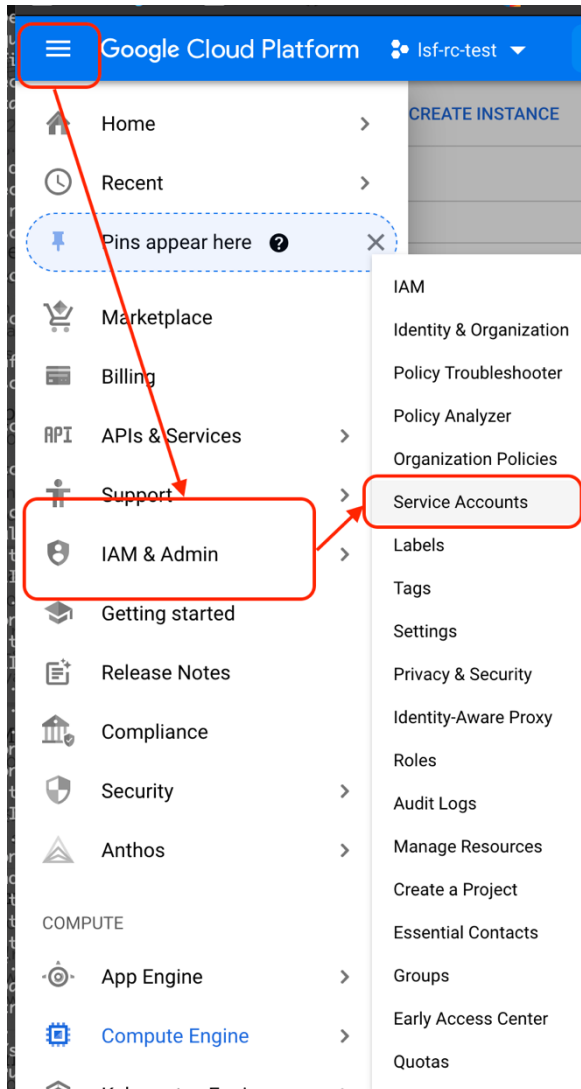 Google Cloud Platform
lsf-rc-test
CREATE INSTANCE
Home
Recent
Pins appear here
Marketplace
Billing
API APIs & Services
Support
IAM & Admin
Getting started
Release Notes
Compliance
Security
Anthos
COMPUTE
App Engine
Compute Engine
IAM
Identity & Organization
Policy Troubleshooter
Policy Analyzer
Organization Policies
Service Accounts
Labels
Tags
Settings
Privacy & Security
Identity-Aware Proxy
Roles
Audit Logs
Manage Resources
Create a Project
Essential Contacts
Groups
Early Access Center
Quotas